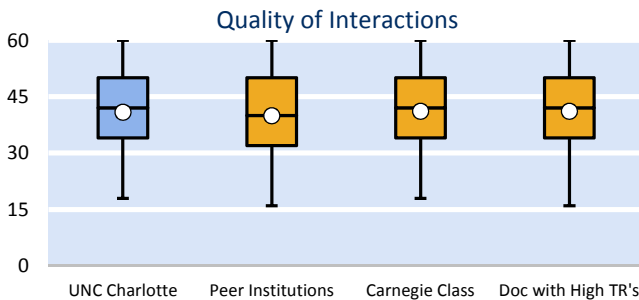 Quality of Interactions
60
45
30
15
0
UNC Charlotte Peer Institutions Carnegie Class Doc with High TR's